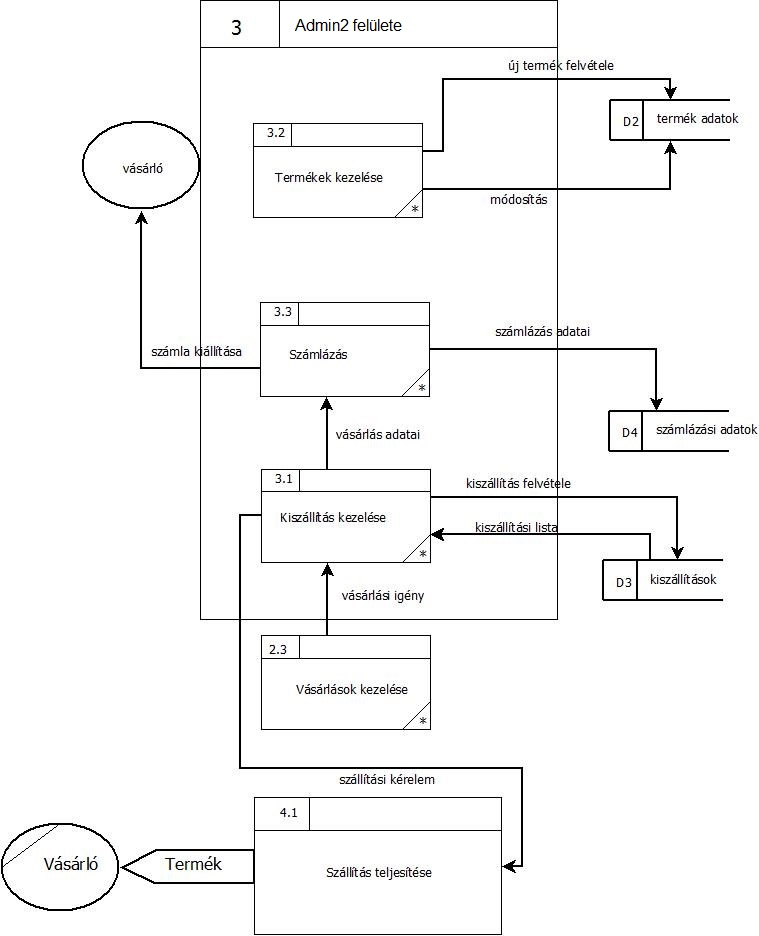 3
Admin2 felülete
új termék felvétele
3.2
D2
termék adatok
vásárló
Termékek kezelése
módosítás
*
3.3
számlázás adatai
számla kiállítása
Számlázás
*
D4
számlázási adatok
vásárlás adatai
3.1
kiszállítás felvétele
Kiszállítás kezelése
kiszállítási lista
*
D3
kiszállítások
vásárlási igény
2.3
Vásárlások kezelése
*
szállítási kérelem
4.1
Vásárló
Termék
Szállítás teljesítése